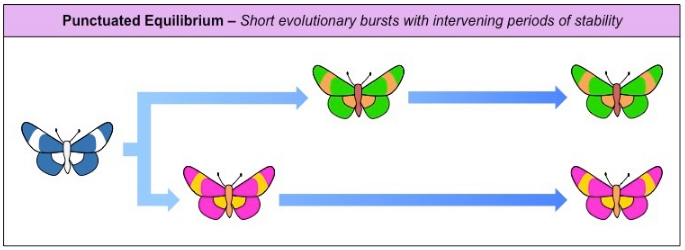 Punctuated Equilibrium – Short evolutionary bursts with intervening periods of stability